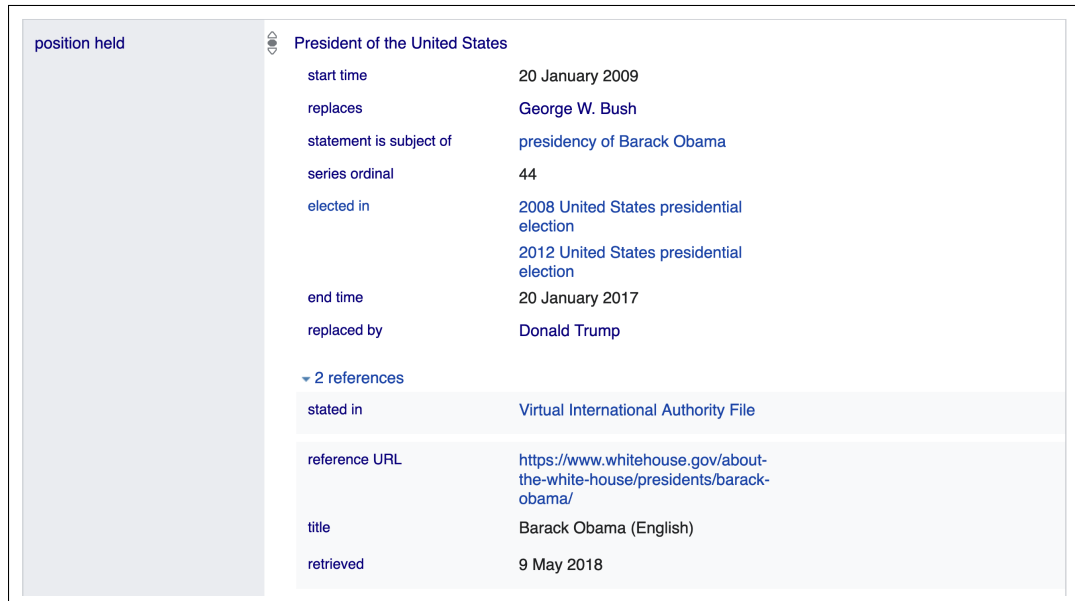 position held
President of the United States
start time 20 January 2009
replaces George W. Bush
statement is subject of presidency of Barack Obama
series ordinal 44
elected in 2008 United States presidential
election
2012 United States presidential
election
end time 20 January 2017
replaced by Donald Trump
2 references
stated in Virtual International Authority File
reference URL https://www.whitehouse.gov/about-
the-white-house/presidents/barack-
obama/
title Barack Obama (English)
retrieved 9 May 2018